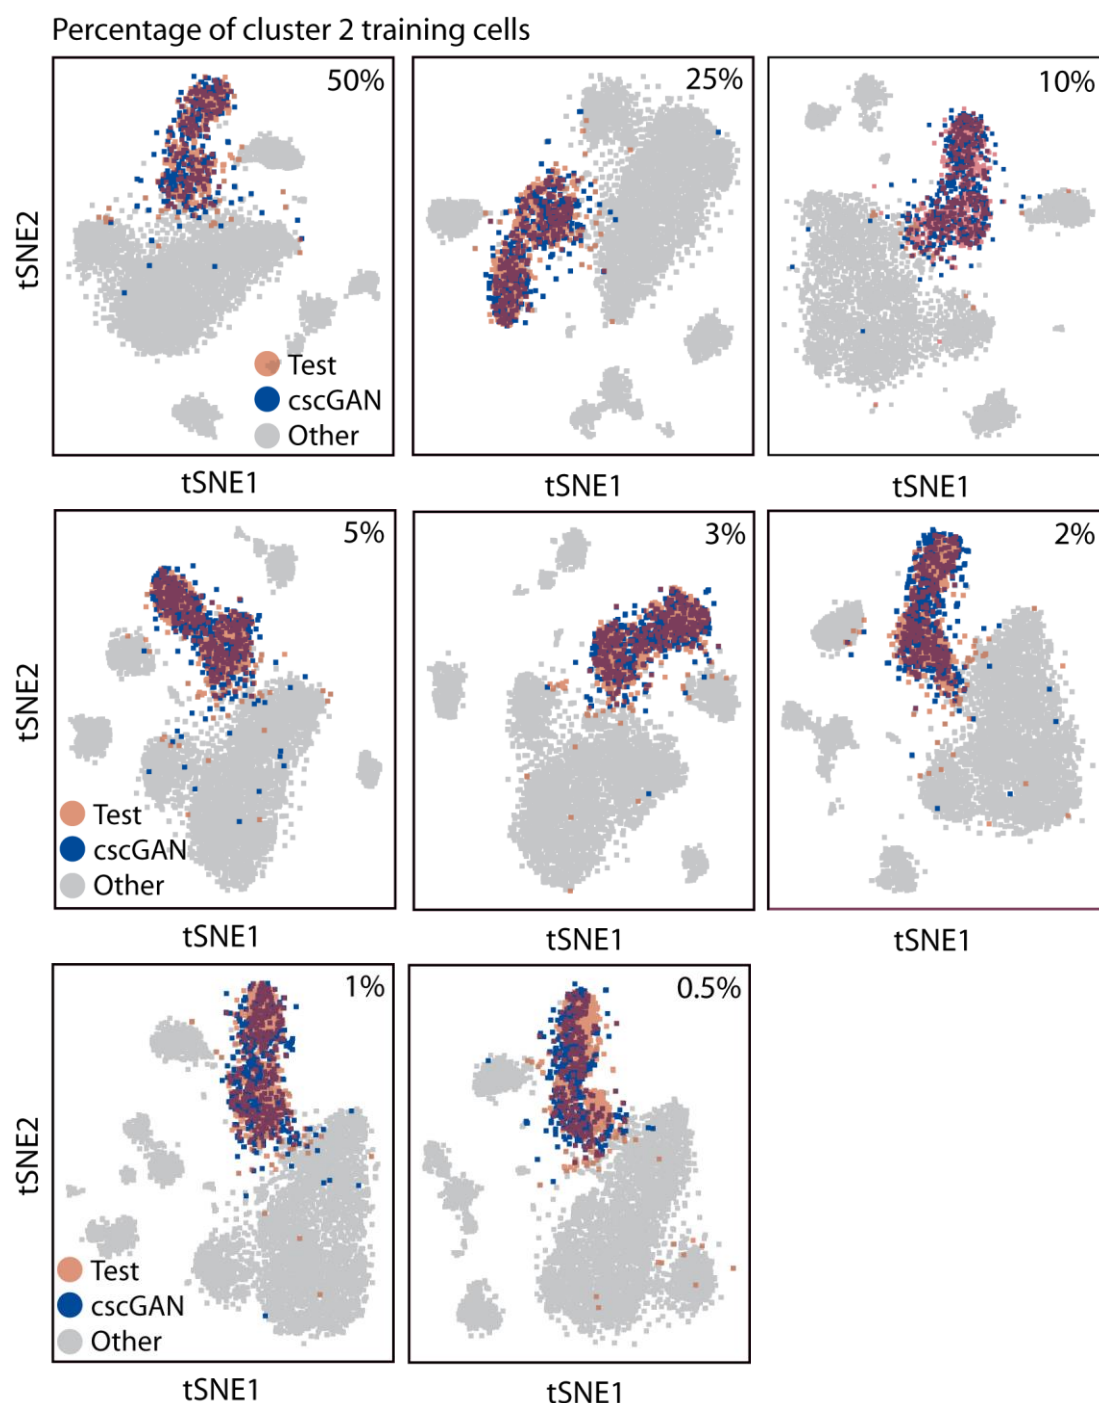 Percentage of cluster 2 training cells
50%
25%
10%
tSNE2
Test
cscGAN
Other
tSNE1
tSNE1
tSNE1
5%
3%
2%
tSNE2
Test
cscGAN
Other
tSNE1
tSNE1
tSNE1
1%
0.5%
tSNE2
Test
cscGAN
Other
tSNE1
tSNE1